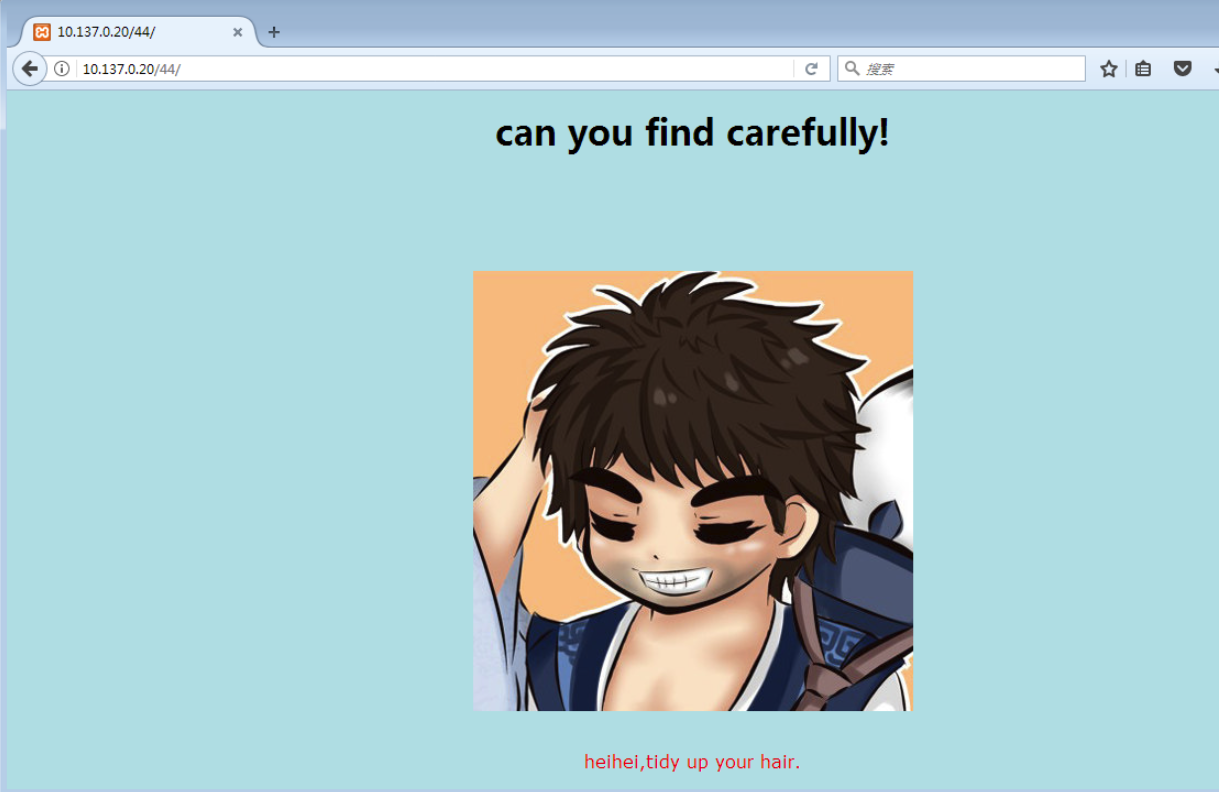 10.137.0.20/44/
10.137.0.20/44/
搜索
can you find carefully!
heihei,tidy up your hair.